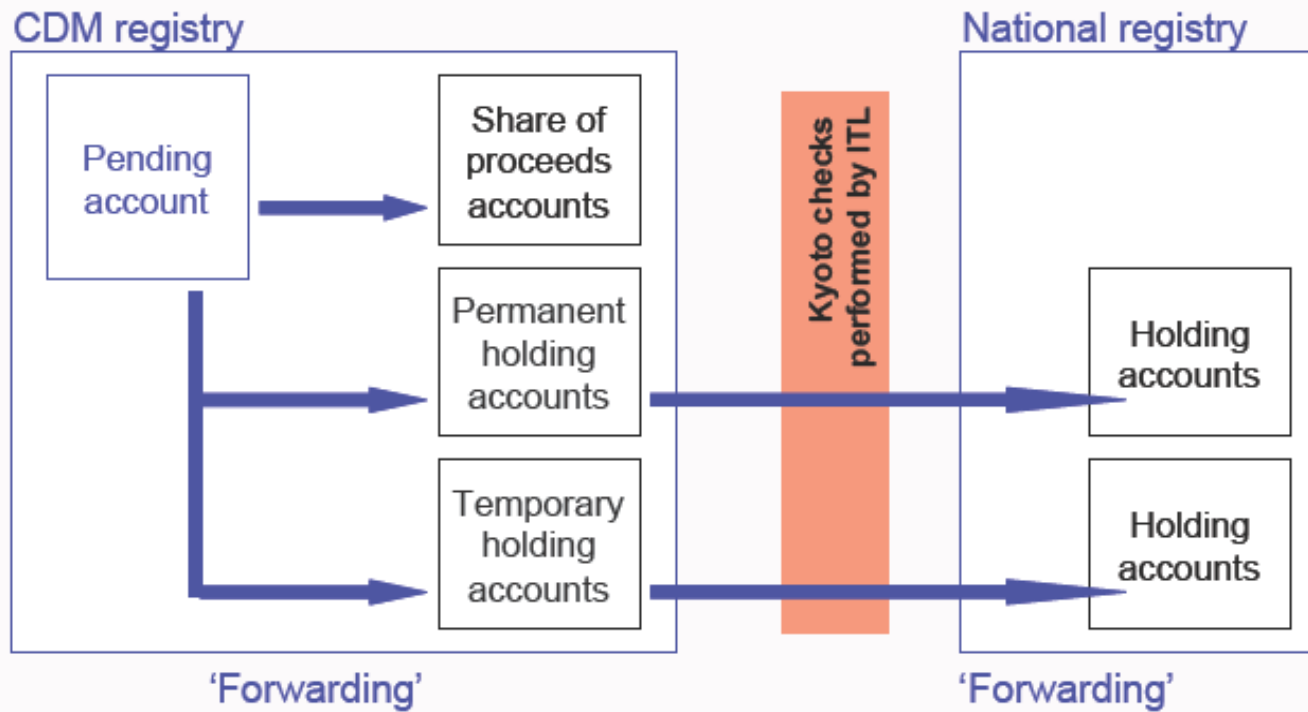 CDM registry
National registry
Pending
account
Share of
proceeds
accounts
Permanent
holding
accounts
Temporary
holding
accounts
Kyoto checks
performed by ITL
Holding
accounts
Holding
accounts
‘Forwarding’
‘Forwarding’